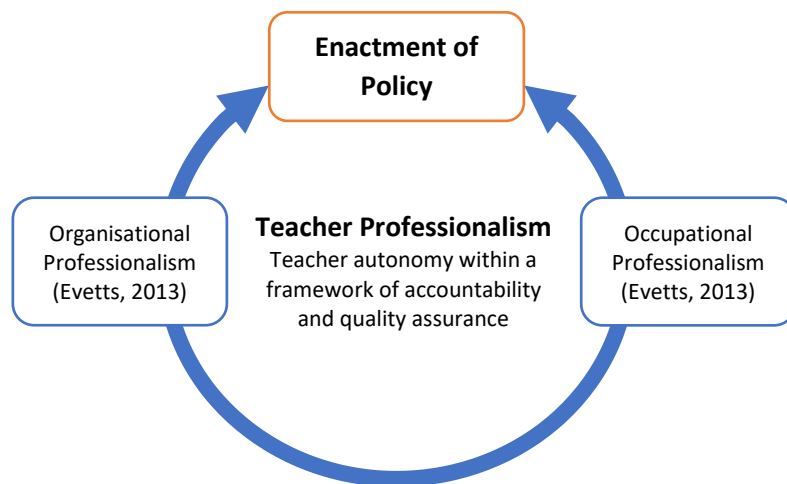 Enactment of
Policy
Organisational
Professionalism
(Evetts, 2013)
Teacher Professionalism
Teacher autonomy within a
framework of accountability
and quality assurance
Occupational
Professionalism
(Evetts, 2013)